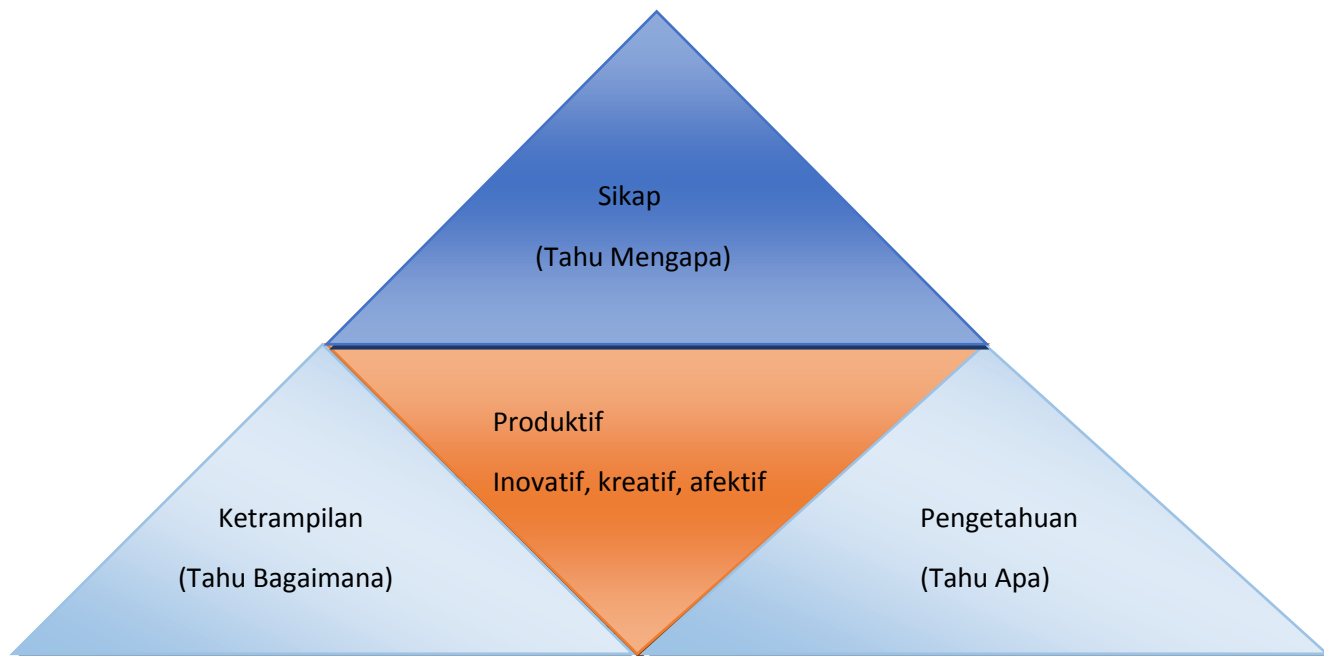 Sikap
(Tahu Mengapa)
Produktif
Inovatif, kreatif, afektif
Ketrampilan
(Tahu Bagaimana)
Pengetahuan
(Tahu Apa)